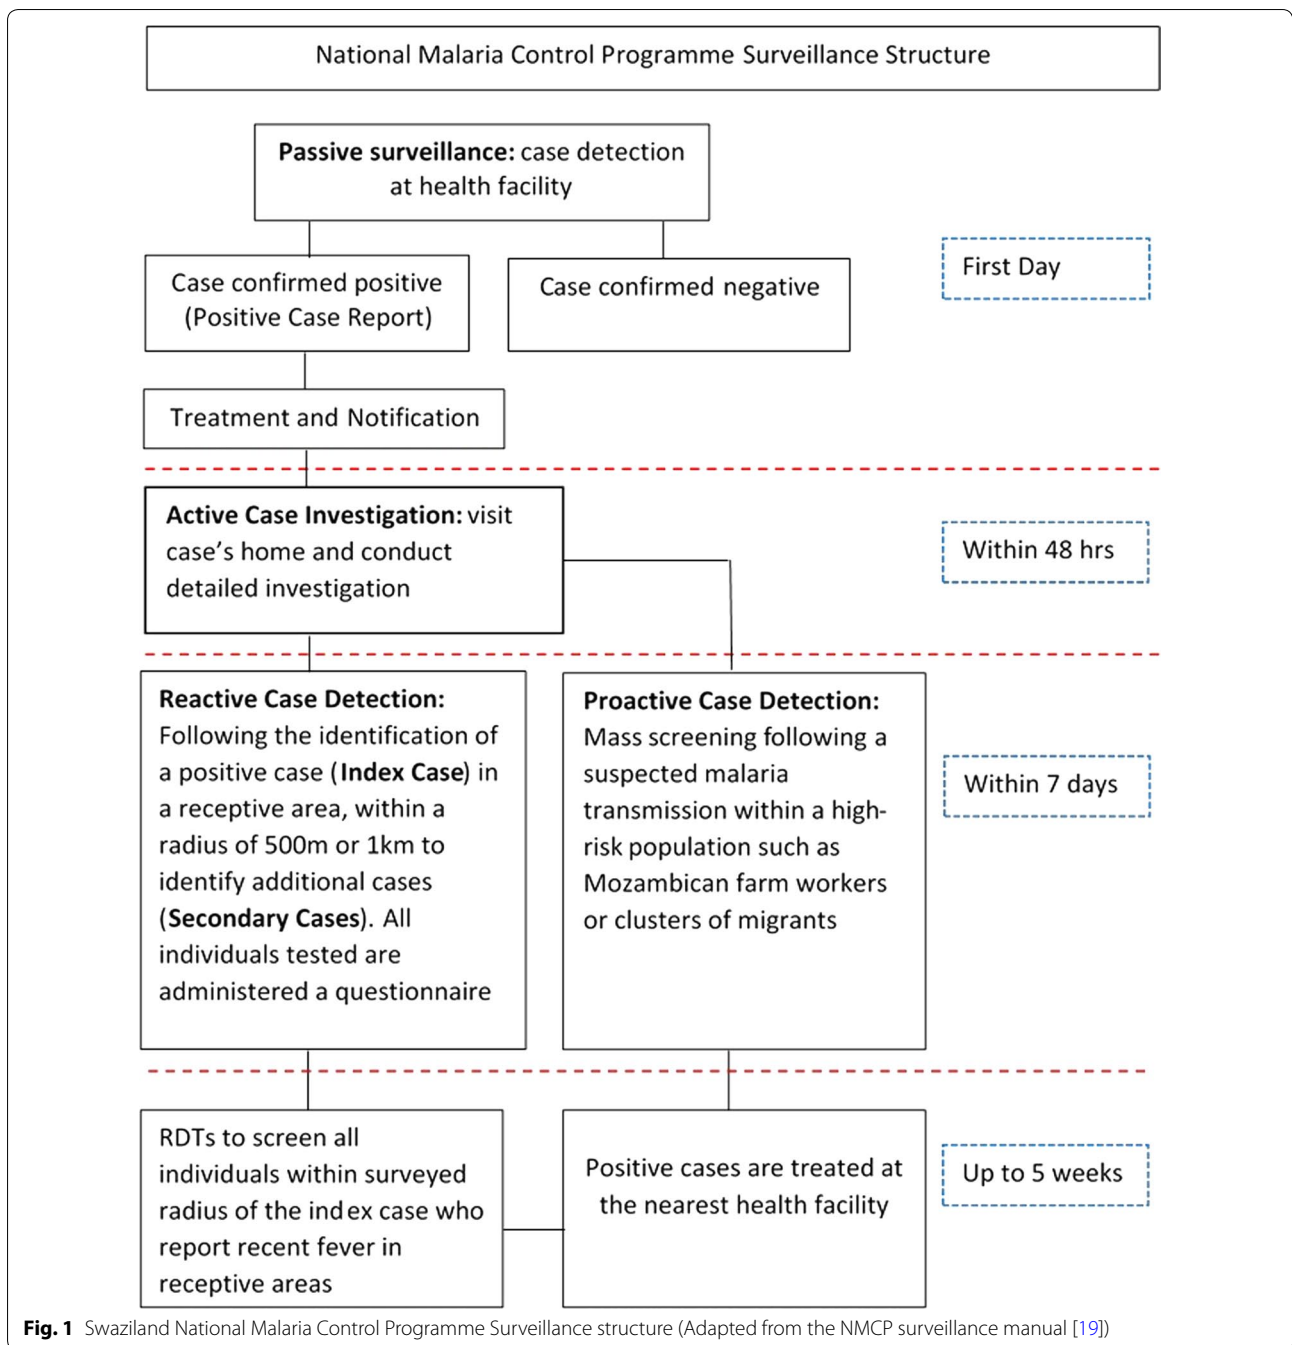 National Malaria Control Programme Surveillance Structure
Passive surveillance: case detection
at health facility
Case confirmed positive
(Positive Case Report)
Case confirmed negative
First Day
Treatment and Notification
Active Case Investigation: visit
case's home and conduct
detailed investigation
Within 48 hrs
Reactive Case Detection:
Following the identification of
a positive case (Index Case) in
a receptive area, within a
radius of 500m or 1km to
identify additional cases
(Secondary Cases). All
individuals tested are
administered a questionnaire
Proactive Case Detection:
Mass screening following a
suspected malaria
transmission within a high-
risk population such as
Mozambican farm workers
or clusters of migrants
Within 7 days
RDTs to screen all
individuals within surveyed
radius of the index case who
report recent fever in
receptive areas
Positive cases are treated at
the nearest health facility
Up to 5 weeks
Fig. 1 Swaziland National Malaria Control Programme Surveillance structure (Adapted from the NMCP surveillance manual [19])